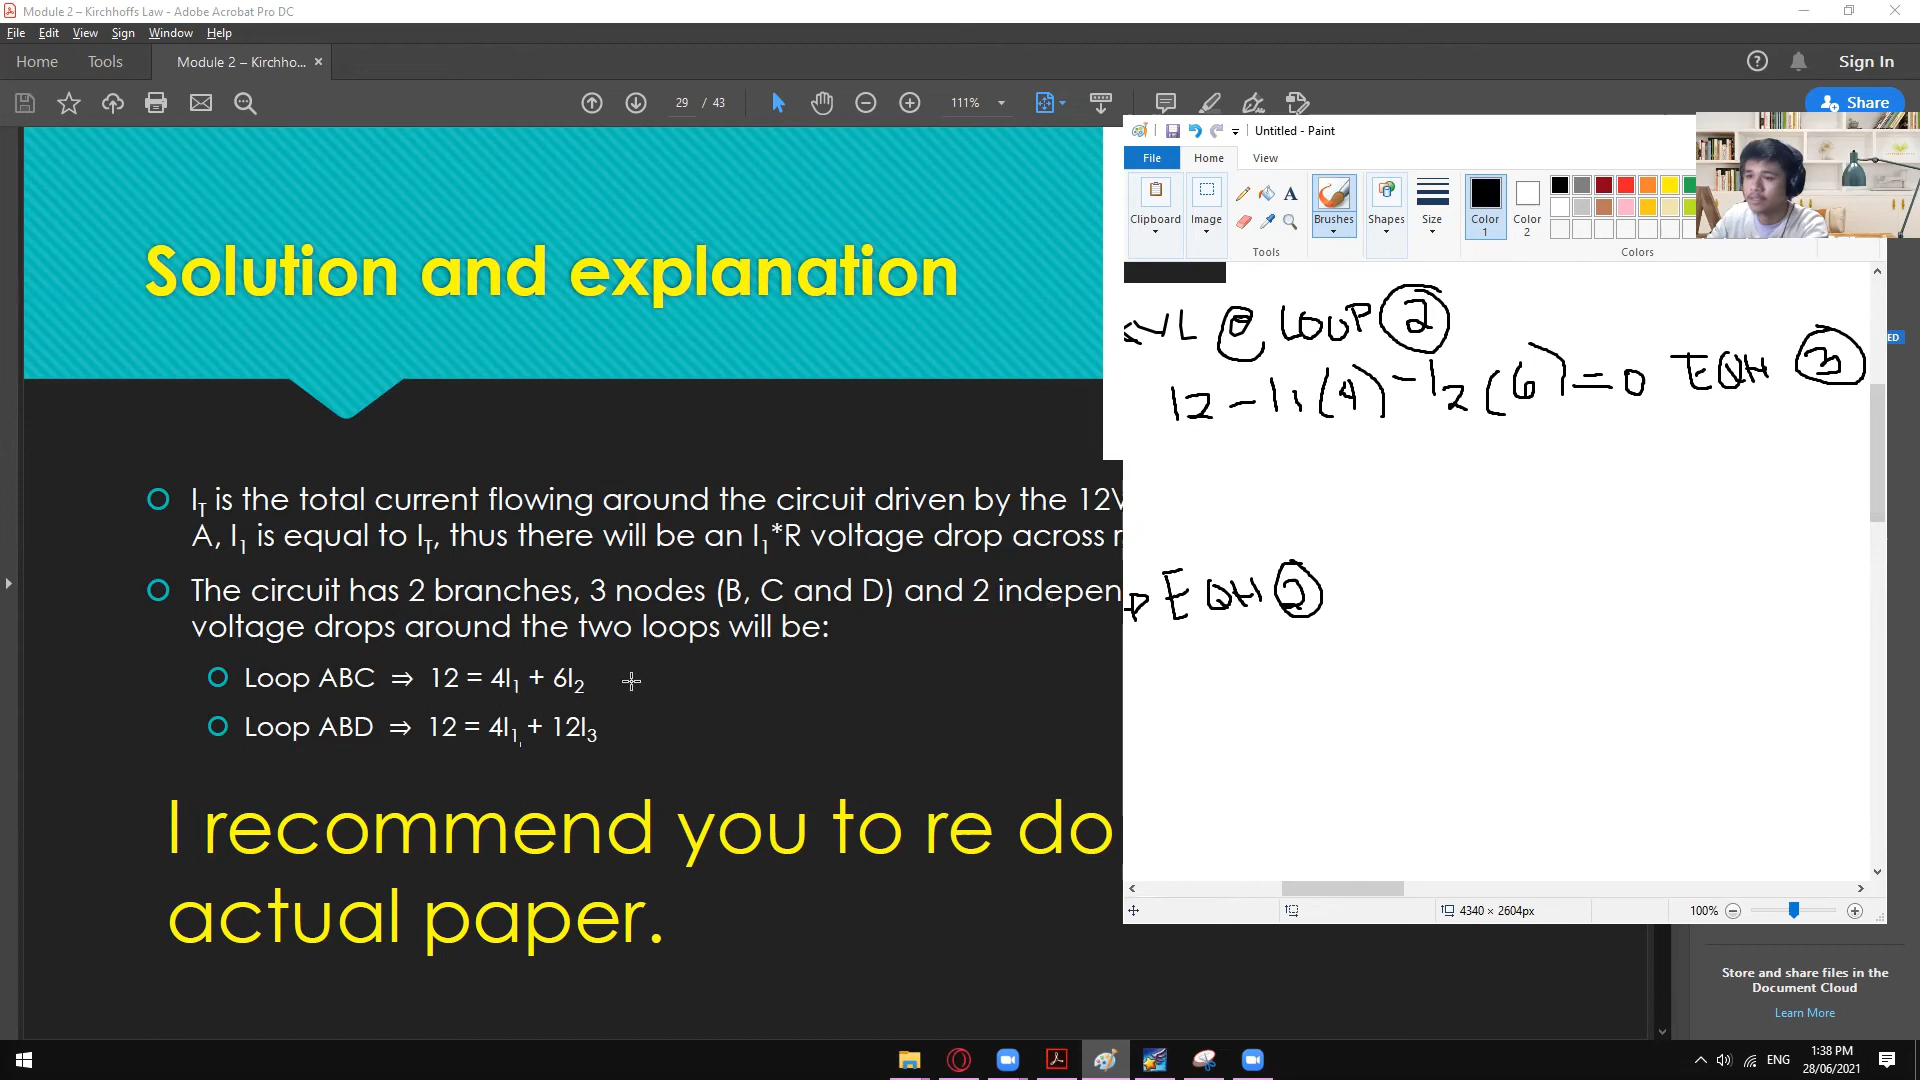 Module 2 – Kirchhoffs Law - Adobe Acrobat Pro DC
File Edit View Sign Window Help
Home Tools Module 2 – Kirchho... × Sign In
29 / 43 111% Share
Untitled - Paint
File Home View
Clipboard Image Brushes Shapes Size Color 1 Color 2
Tools Colors
Solution and explanation
VL @ LOOP 2
12 - I1 (4) - I2 (6) = 0 EQN 3
EQN 2
IT is the total current flowing around the circuit driven by the 12V
A, I1 is equal to IT, thus there will be an I1*R voltage drop across r
The circuit has 2 branches, 3 nodes (B, C and D) and 2 indepen
voltage drops around the two loops will be:
Loop ABC ⇒ 12 = 4I1 + 6I2
Loop ABD ⇒ 12 = 4I1 + 12I3
I recommend you to re do
actual paper.
4340 × 2604px 100%
Store and share files in the
Document Cloud
Learn More
ENG 1:38 PM
28/06/2021